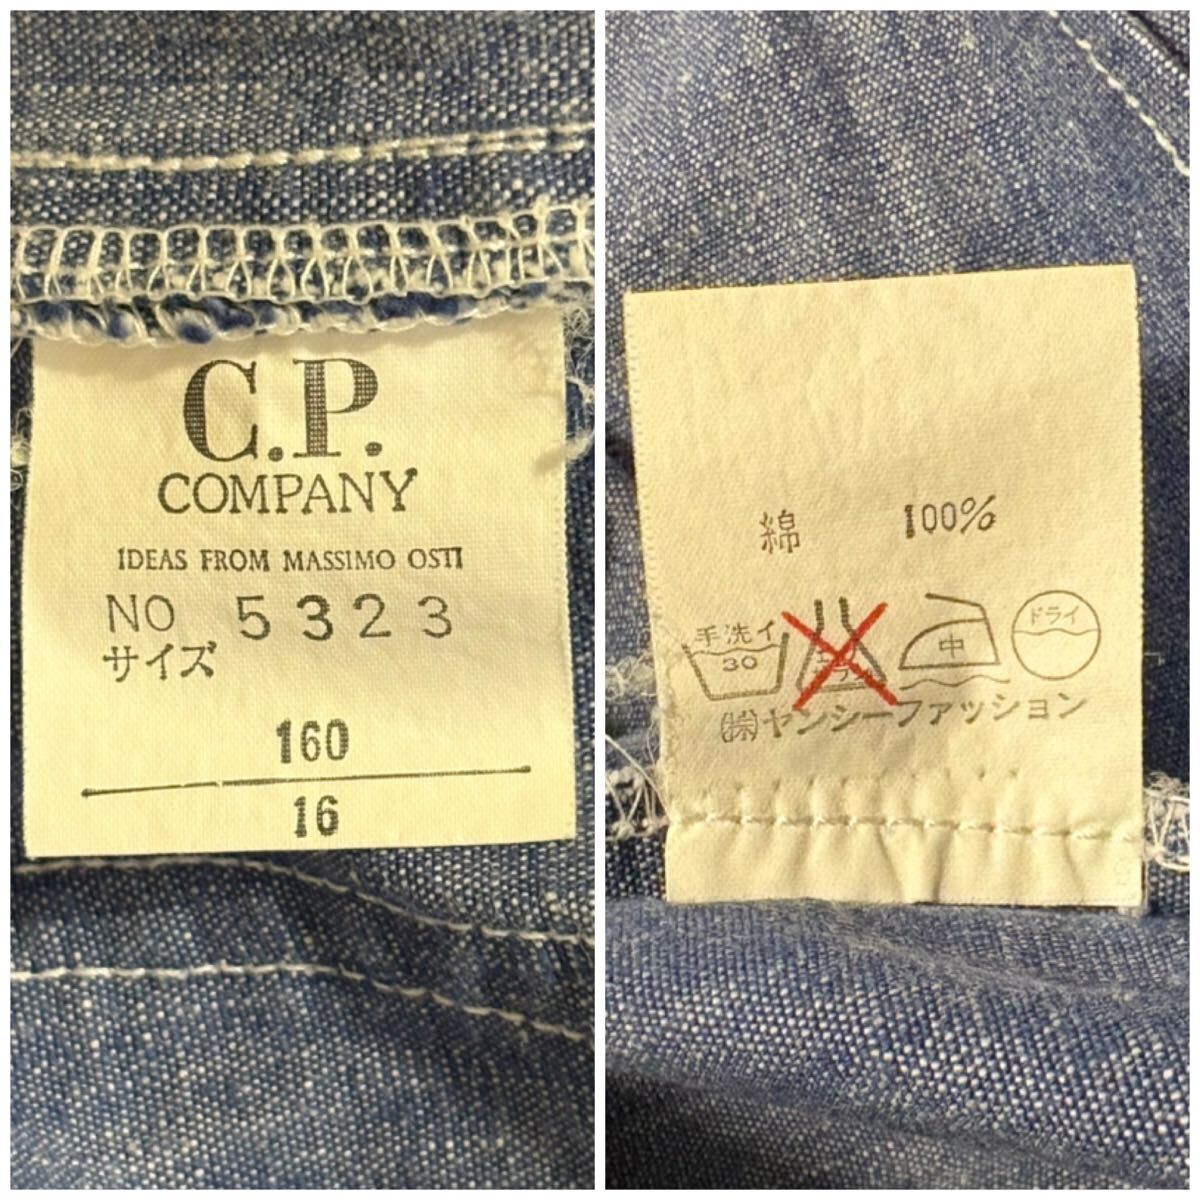 C.P.
COMPANY
IDEAS FROM MASSIMO OSTI
NO 5323
サイズ
160
16
綿 100%
手洗イ
30
中
ドライ
(株)ヤンシーファッション